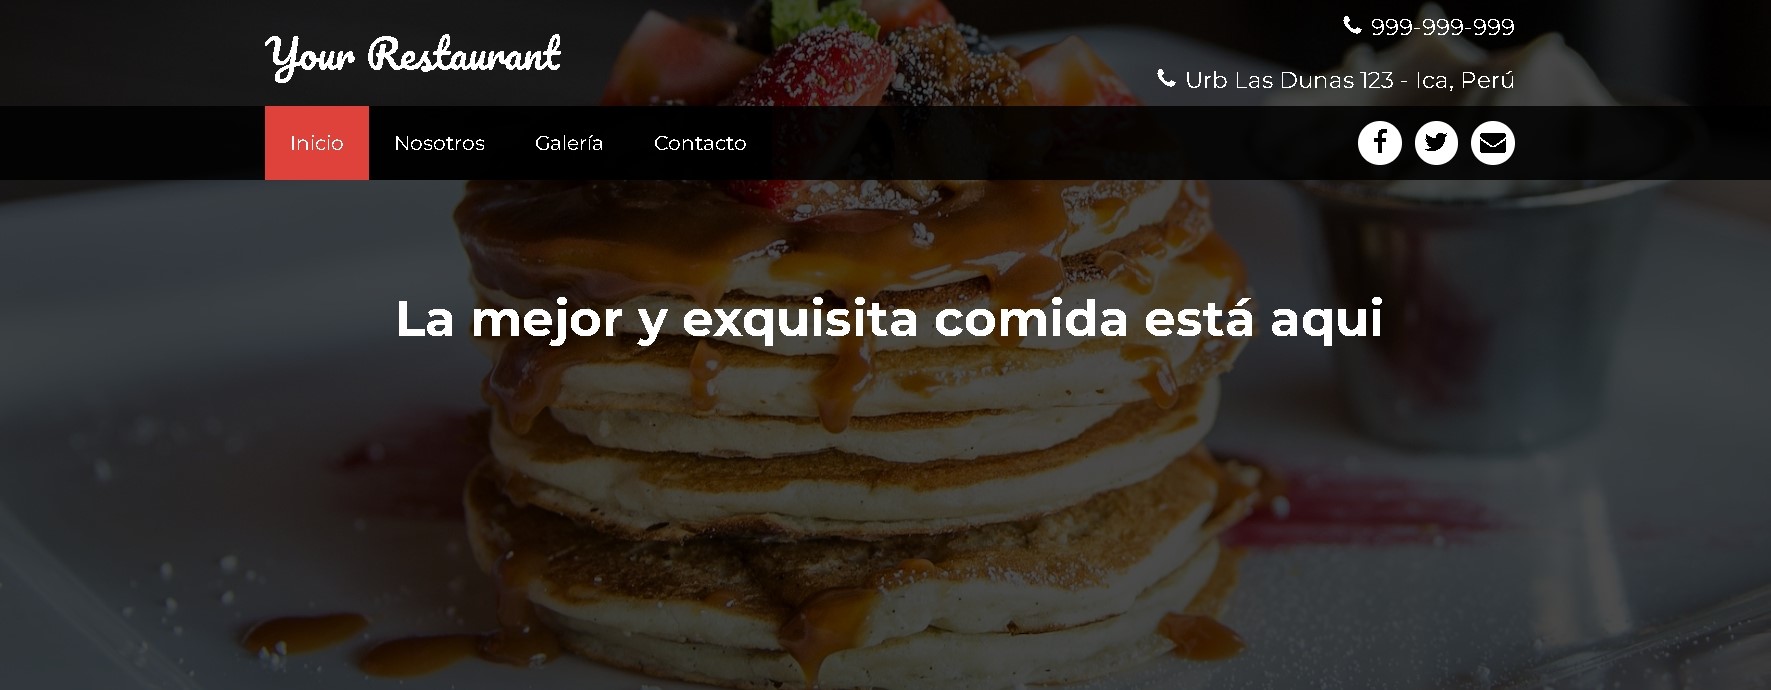 Your Restaurant
999-999-999
Urb Las Dunas 123 - Ica, Perú
Inicio
Nosotros
Galería
Contacto
La mejor y exquisita comida está aqui